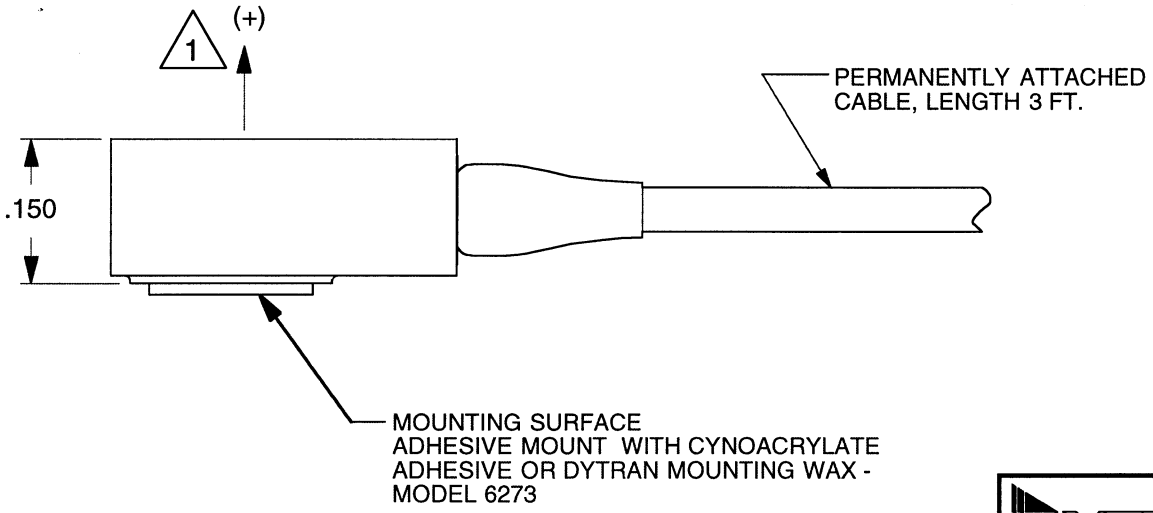 (+)
1
PERMANENTLY ATTACHED
CABLE, LENGTH 3 FT.
.150
MOUNTING SURFACE
ADHESIVE MOUNT WITH CYNOACRYLATE
ADHESIVE OR DYTRAN MOUNTING WAX -
MODEL 6273